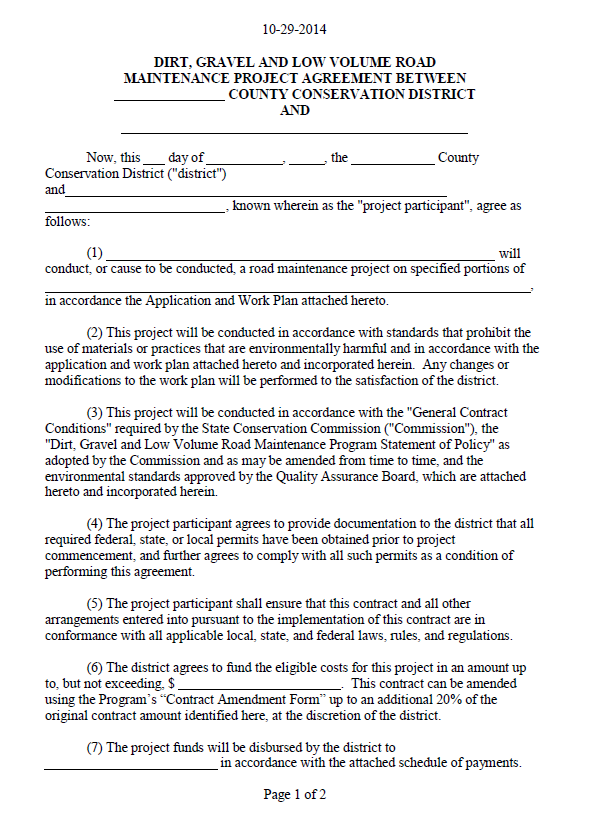 10-29-2014
DIRT, GRAVEL AND LOW VOLUME ROAD
MAINTENANCE PROJECT AGREEMENT BETWEEN
________________ COUNTY CONSERVATION DISTRICT
AND
__________________________________________________
Now, this ___ day of ___________, _____, the ____________ County
Conservation District ("district")
and_______________________________________________________
__________________________, known wherein as the "project participant", agree as
follows:
(1) ________________________________________________________ will
conduct, or cause to be conducted, a road maintenance project on specified portions of
______________________________________________________________________,
in accordance the Application and Work Plan attached hereto.
(2) This project will be conducted in accordance with standards that prohibit the
use of materials or practices that are environmentally harmful and in accordance with the
application and work plan attached hereto and incorporated herein. Any changes or
modifications to the work plan will be performed to the satisfaction of the district.
(3) This project will be conducted in accordance with the "General Contract
Conditions" required by the State Conservation Commission ("Commission"), the
"Dirt, Gravel and Low Volume Road Maintenance Program Statement of Policy" as
adopted by the Commission and as may be amended from time to time, and the
environmental standards approved by the Quality Assurance Board, which are attached
hereto and incorporated herein.
(4) The project participant agrees to provide documentation to the district that all
required federal, state, or local permits have been obtained prior to project
commencement, and further agrees to comply with all such permits as a condition of
performing this agreement.
(5) The project participant shall ensure that this contract and all other
arrangements entered into pursuant to the implementation of this contract are in
conformance with all applicable local, state, and federal laws, rules, and regulations.
(6) The district agrees to fund the eligible costs for this project in an amount up
to, but not exceeding, $ ________________________. This contract can be amended
using the Program’s “Contract Amendment Form” up to an additional 20% of the
original contract amount identified here, at the discretion of the district.
(7) The project funds will be disbursed by the district to
_________________________ in accordance with the attached schedule of payments.
Page 1 of 2